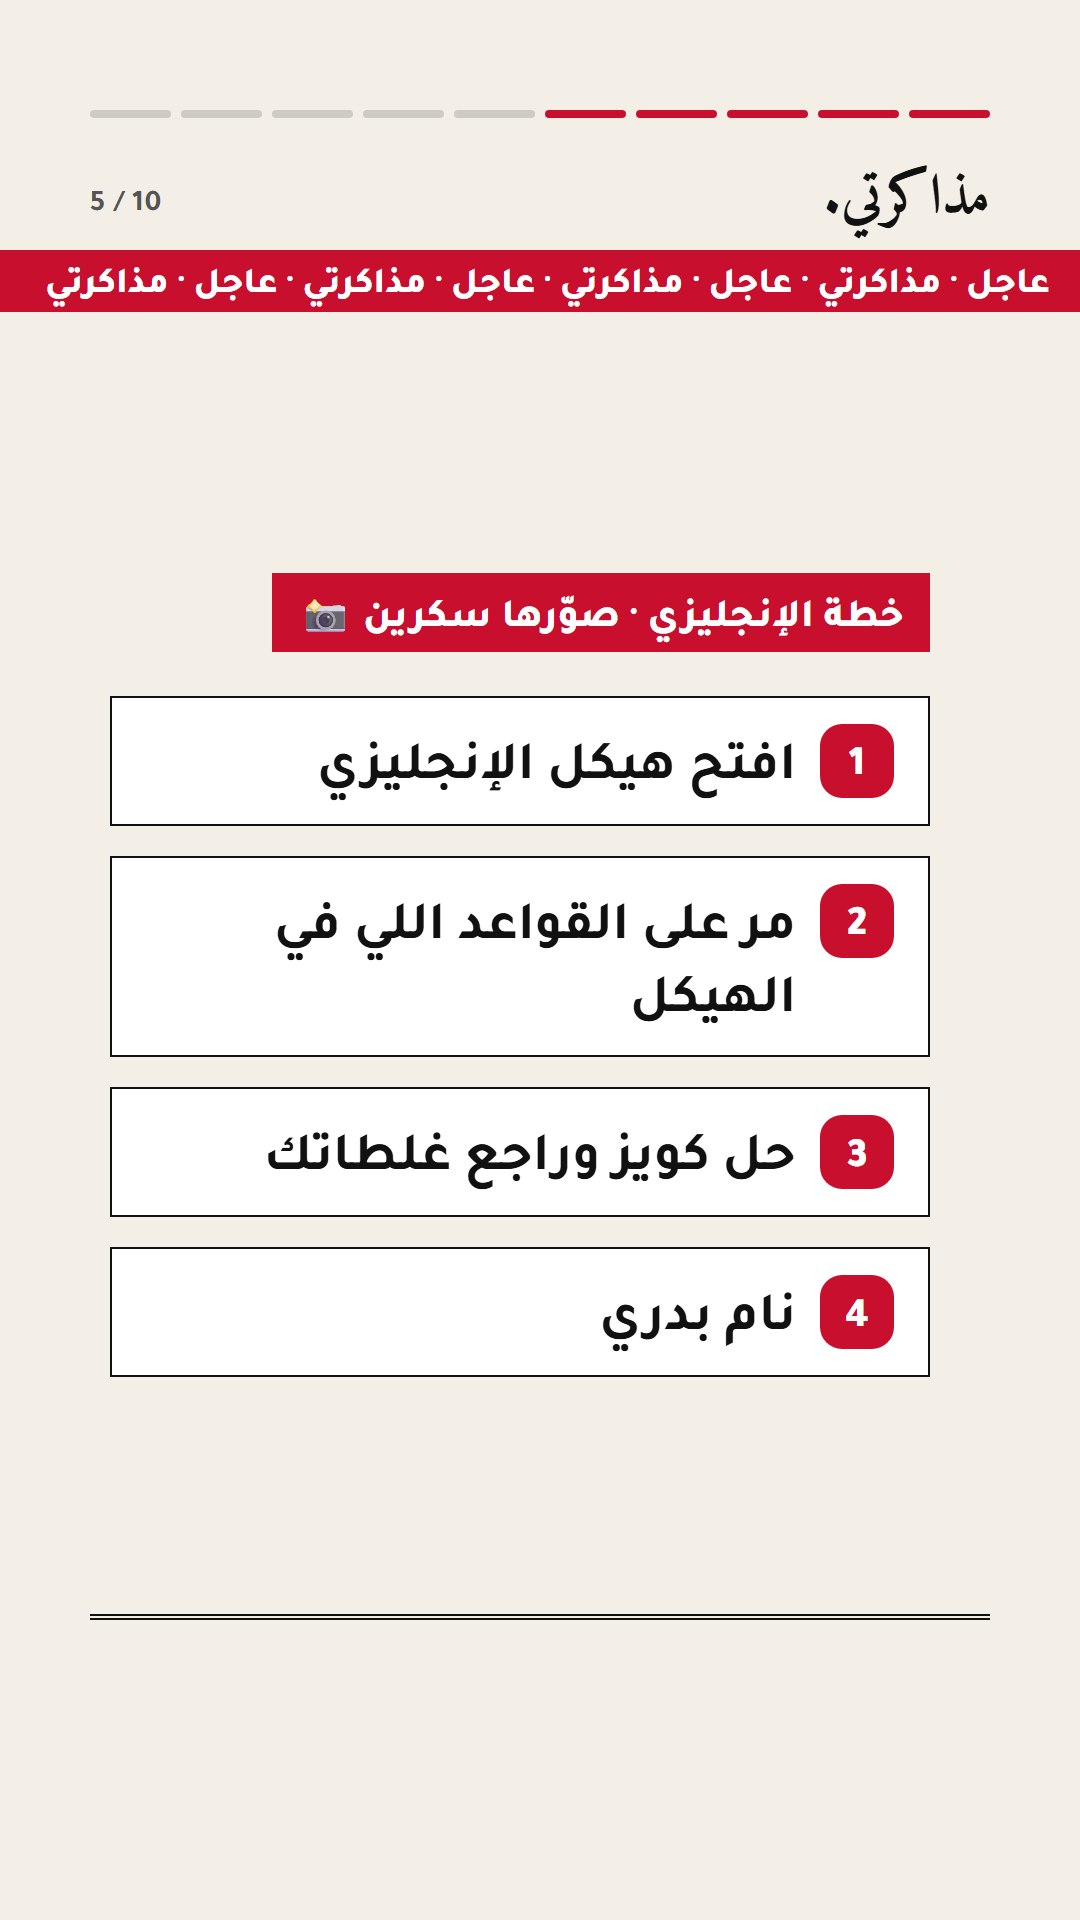 مذاكرتي.
5 / 10
عاجل · مذاكرتي · عاجل · مذاكرتي · عاجل · مذاكرتي · عاجل · مذاكرتي
خطة الإنجليزي · صوّرها سكرين 📸
1 افتح هيكل الإنجليزي
2 مر على القواعد اللي في
الهيكل
3 حل كويز وراجع غلطاتك
4 نام بدري